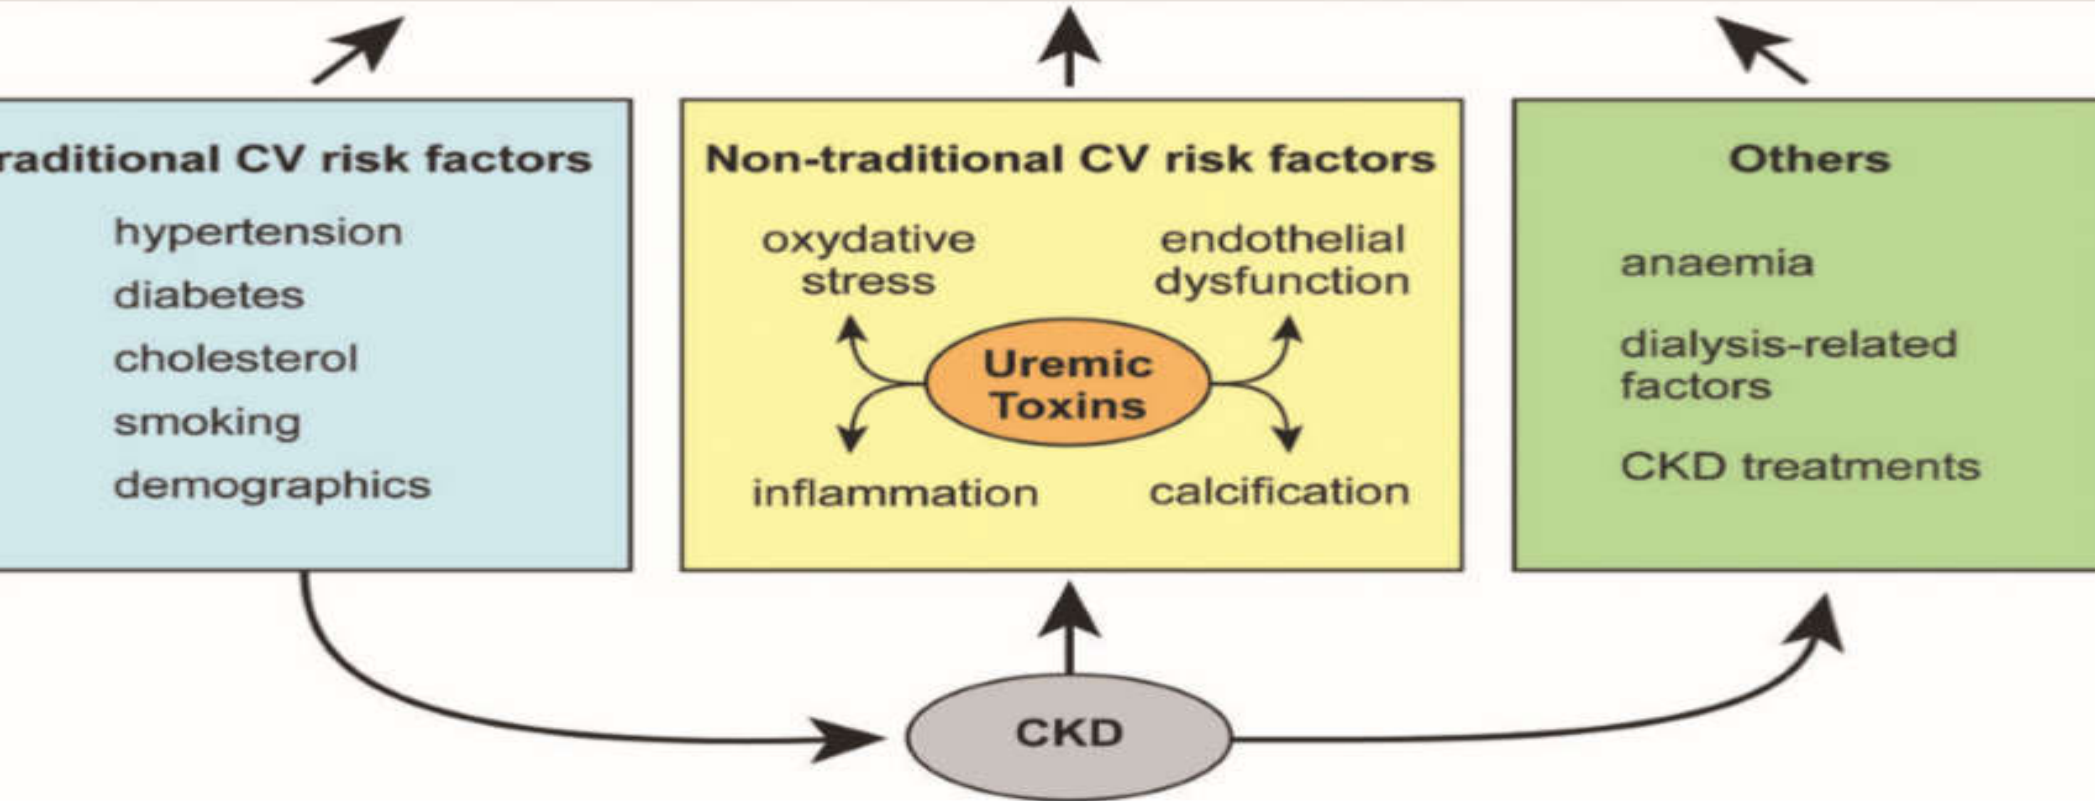 raditional CV risk factors
hypertension
diabetes
cholesterol
smoking
demographics
Non-traditional CV risk factors
oxydative
stress
endothelial
dysfunction
Uremic
Toxins
inflammation
calcification
Others
anaemia
dialysis-related
factors
CKD treatments
CKD